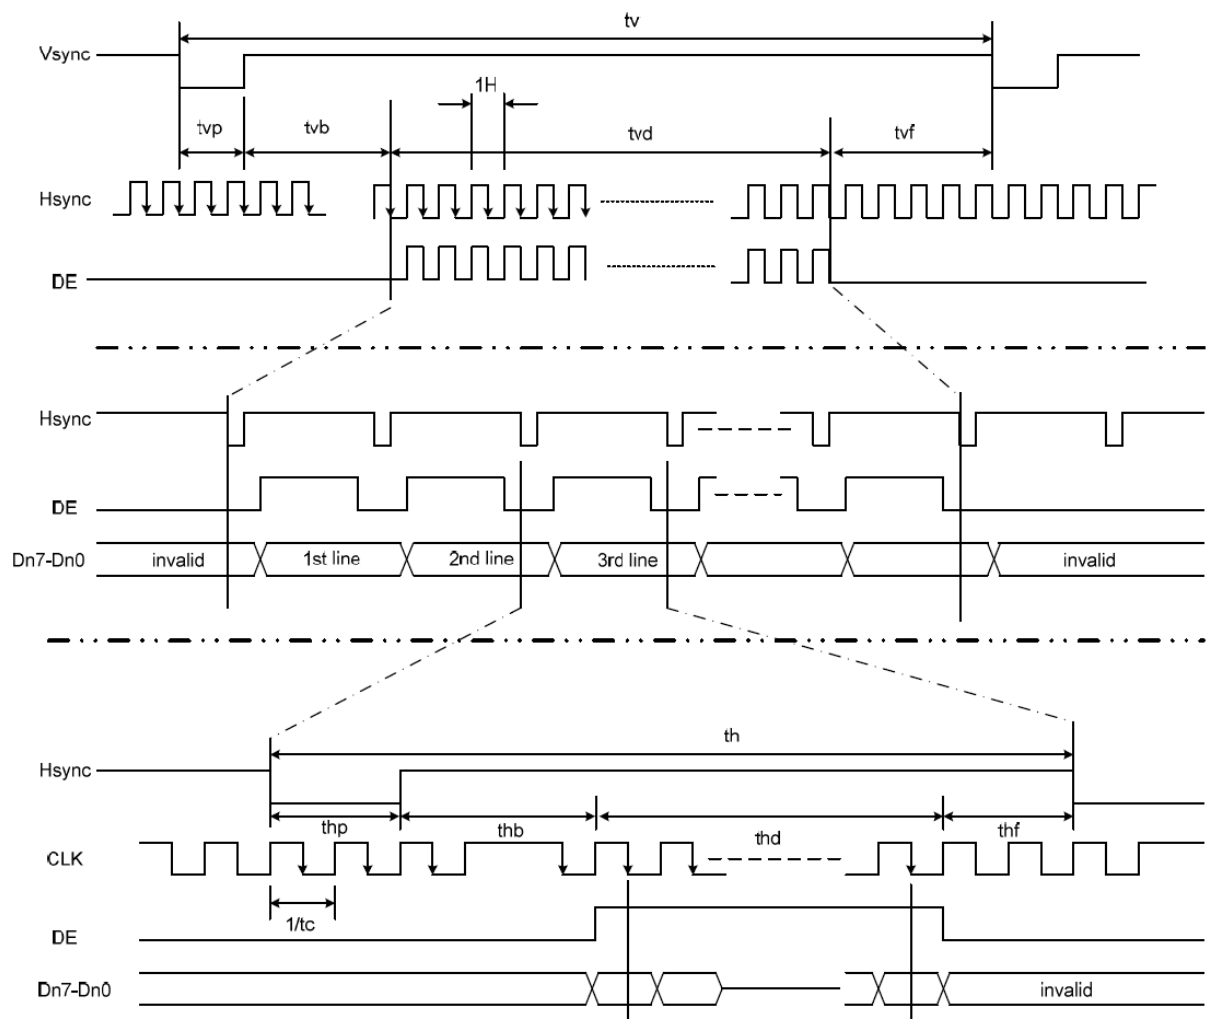 tv
Vsync
1H
tvp
tvb
tvd
tvf
Hsync
DE
Hsync
DE
Dn7-Dn0
invalid
1st line
2nd line
3rd line
invalid
th
Hsync
thp
thb
thd
thf
CLK
1/tc
DE
Dn7-Dn0
invalid